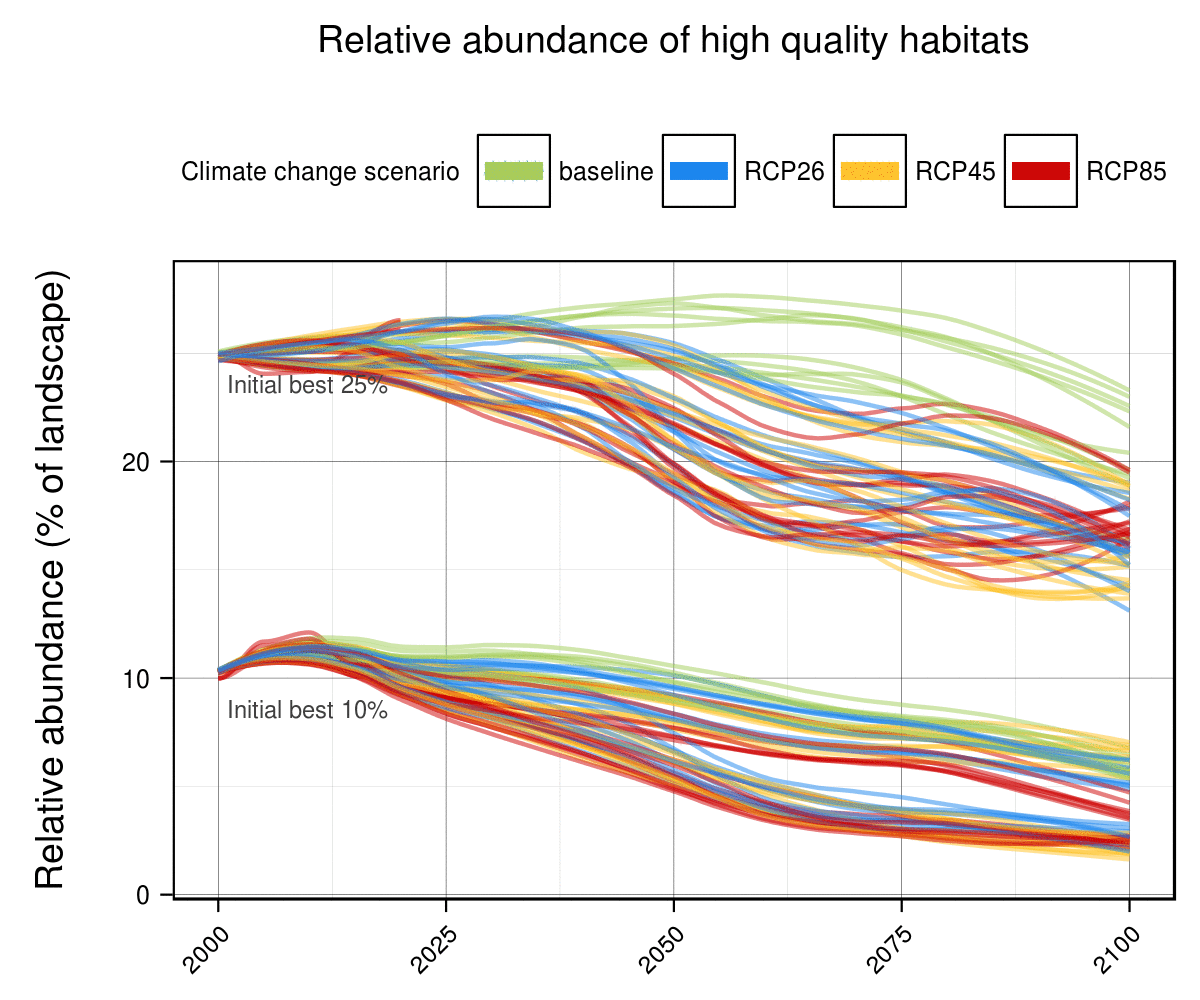 Relative abundance of high quality habitats
Climate change scenario baseline RCP26 RCP45 RCP85
Relative abundance (% of landscape)
Initial best 25%
20
10
Initial best 10%
0
2000 2025 2050 2075 2100